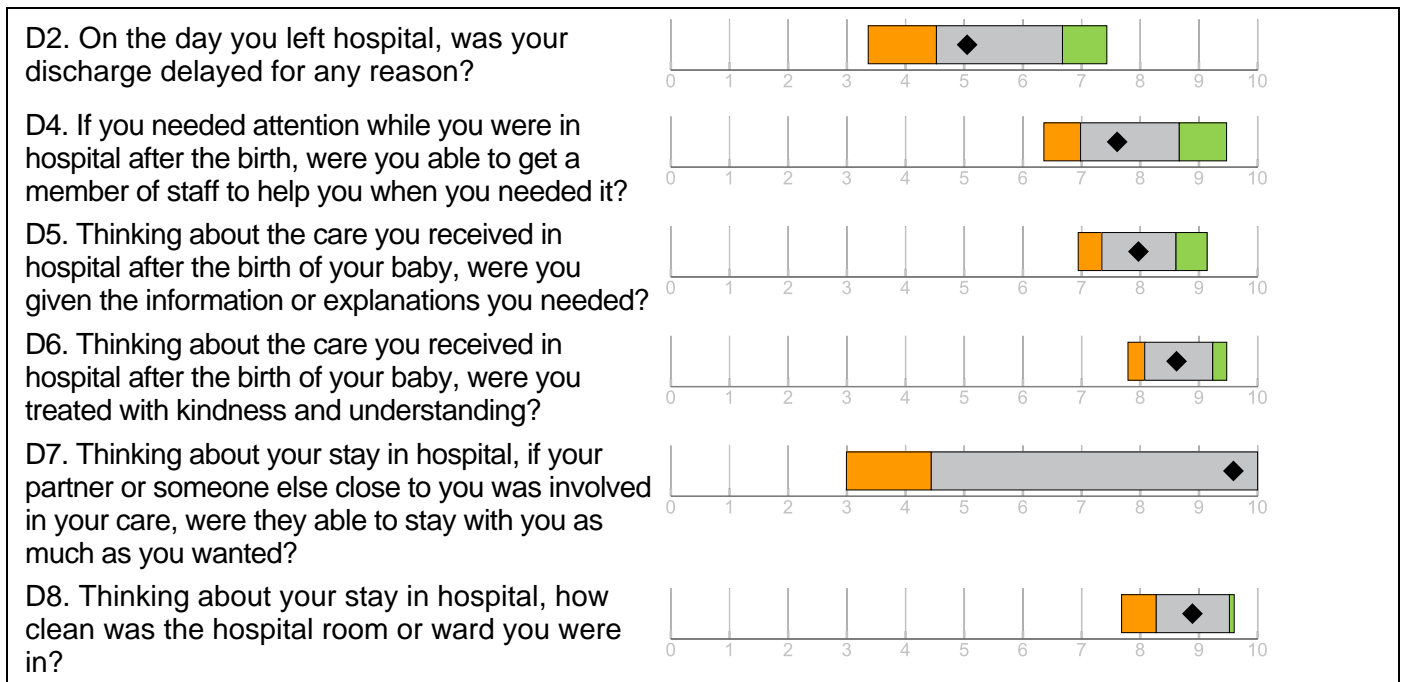 D2. On the day you left hospital, was your
discharge delayed for any reason?
0 1 2 3 4 5 6 7 8 9 10
D4. If you needed attention while you were in
hospital after the birth, were you able to get a
member of staff to help you when you needed it?
0 1 2 3 4 5 6 7 8 9 10
D5. Thinking about the care you received in
hospital after the birth of your baby, were you
given the information or explanations you needed?
0 1 2 3 4 5 6 7 8 9 10
D6. Thinking about the care you received in
hospital after the birth of your baby, were you
treated with kindness and understanding?
0 1 2 3 4 5 6 7 8 9 10
D7. Thinking about your stay in hospital, if your
partner or someone else close to you was involved
in your care, were they able to stay with you as
much as you wanted?
0 1 2 3 4 5 6 7 8 9 10
D8. Thinking about your stay in hospital, how
clean was the hospital room or ward you were
in?
0 1 2 3 4 5 6 7 8 9 10